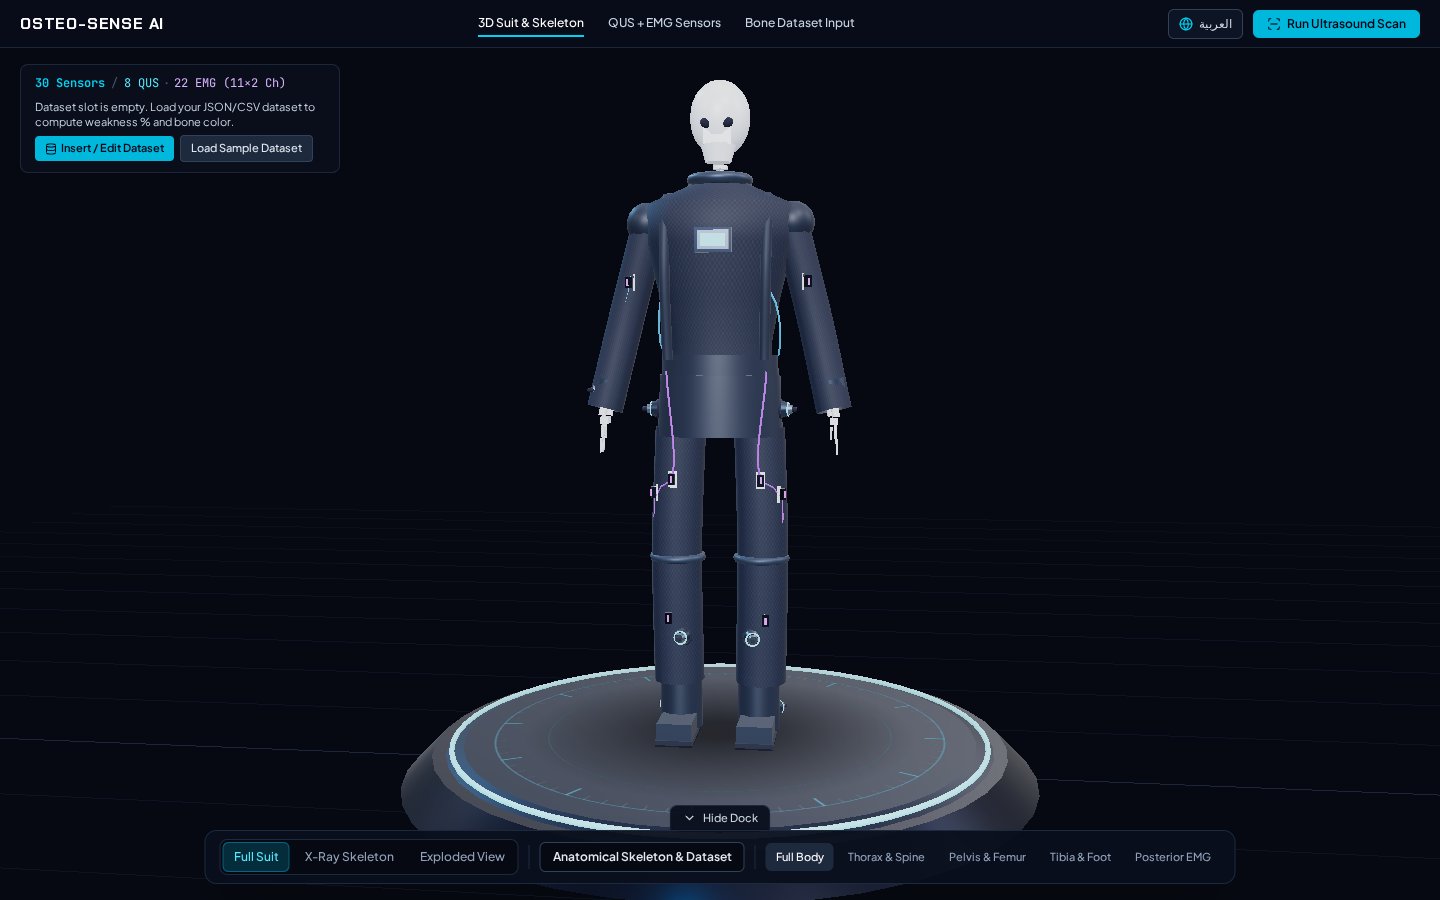 OSTEO-SENSE AI
3D Suit & Skeleton
QUS + EMG Sensors
Bone Dataset Input
العربية
Run Ultrasound Scan
30 Sensors / 8 QUS · 22 EMG (11×2 Ch)
Dataset slot is empty. Load your JSON/CSV dataset to
compute weakness % and bone color.
Insert / Edit Dataset
Load Sample Dataset
Hide Dock
Full Suit
X-Ray Skeleton
Exploded View
Anatomical Skeleton & Dataset
Full Body
Thorax & Spine
Pelvis & Femur
Tibia & Foot
Posterior EMG